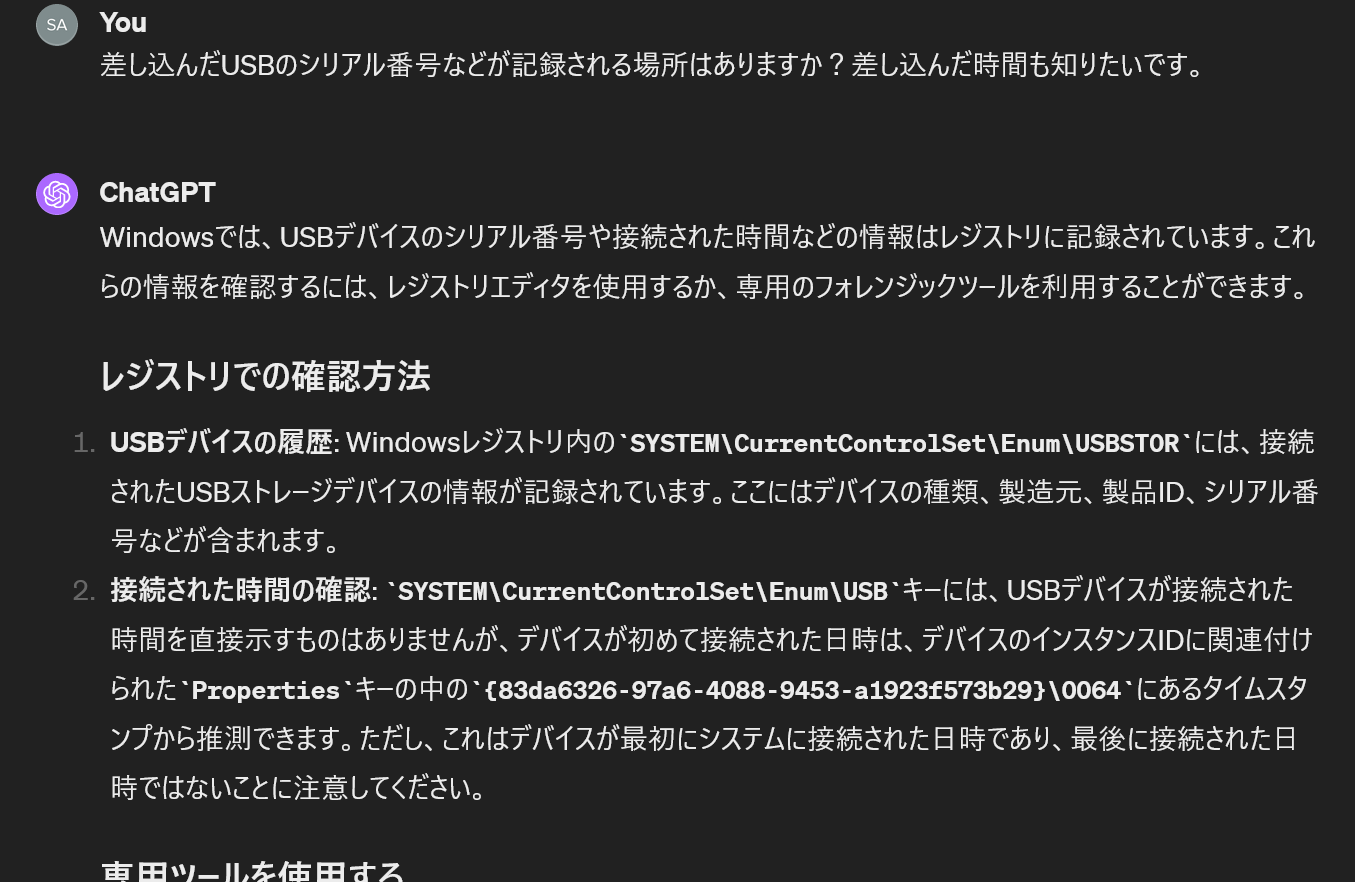 SA
You
差し込んだUSBのシリアル番号などが記録される場所はありますか？差し込んだ時間も知りたいです。
ChatGPT
Windowsでは、USBデバイスのシリアル番号や接続された時間などの情報はレジストリに記録されています。これ
らの情報を確認するには、レジストリエディタを使用するか、専用のフォレンジックツールを利用することができます。
レジストリでの確認方法
1. USBデバイスの履歴: Windowsレジストリ内の`SYSTEM\CurrentControlSet\Enum\USBSTOR`には、接続
されたUSBストレージデバイスの情報が記録されています。ここにはデバイスの種類、製造元、製品ID、シリアル番
号などが含まれます。
2. 接続された時間の確認: `SYSTEM\CurrentControlSet\Enum\USB`キーには、USBデバイスが接続された
時間を直接示すものはありませんが、デバイスが初めて接続された日時は、デバイスのインスタンスIDに関連付け
られた`Properties`キーの中の`{83da6326-97a6-4088-9453-a1923f573b29}\0064`にあるタイムスタ
ンプから推測できます。ただし、これはデバイスが最初にシステムに接続された日時であり、最後に接続された日
時ではないことに注意してください。
専用ツールを使用する